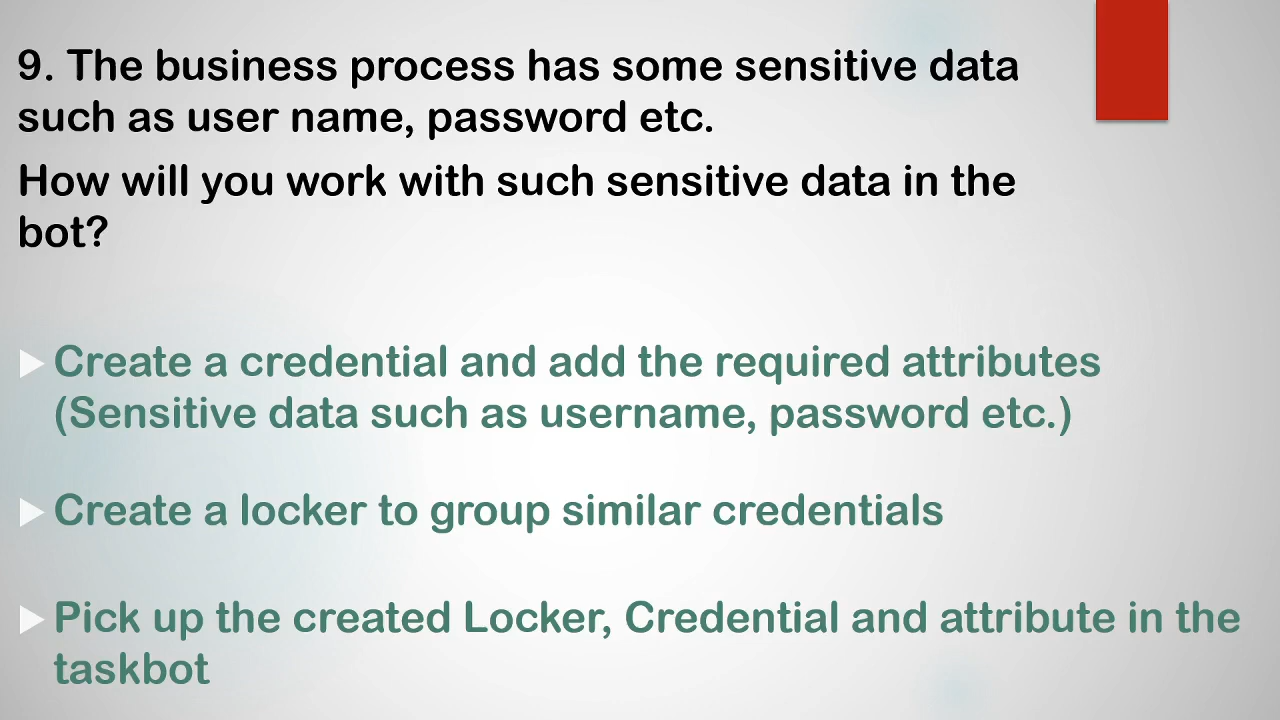 9. The business process has some sensitive data
such as user name, password etc.
How will you work with such sensitive data in the
bot?
Create a credential and add the required attributes
(Sensitive data such as username, password etc.)
Create a locker to group similar credentials
Pick up the created Locker, Credential and attribute in the
taskbot